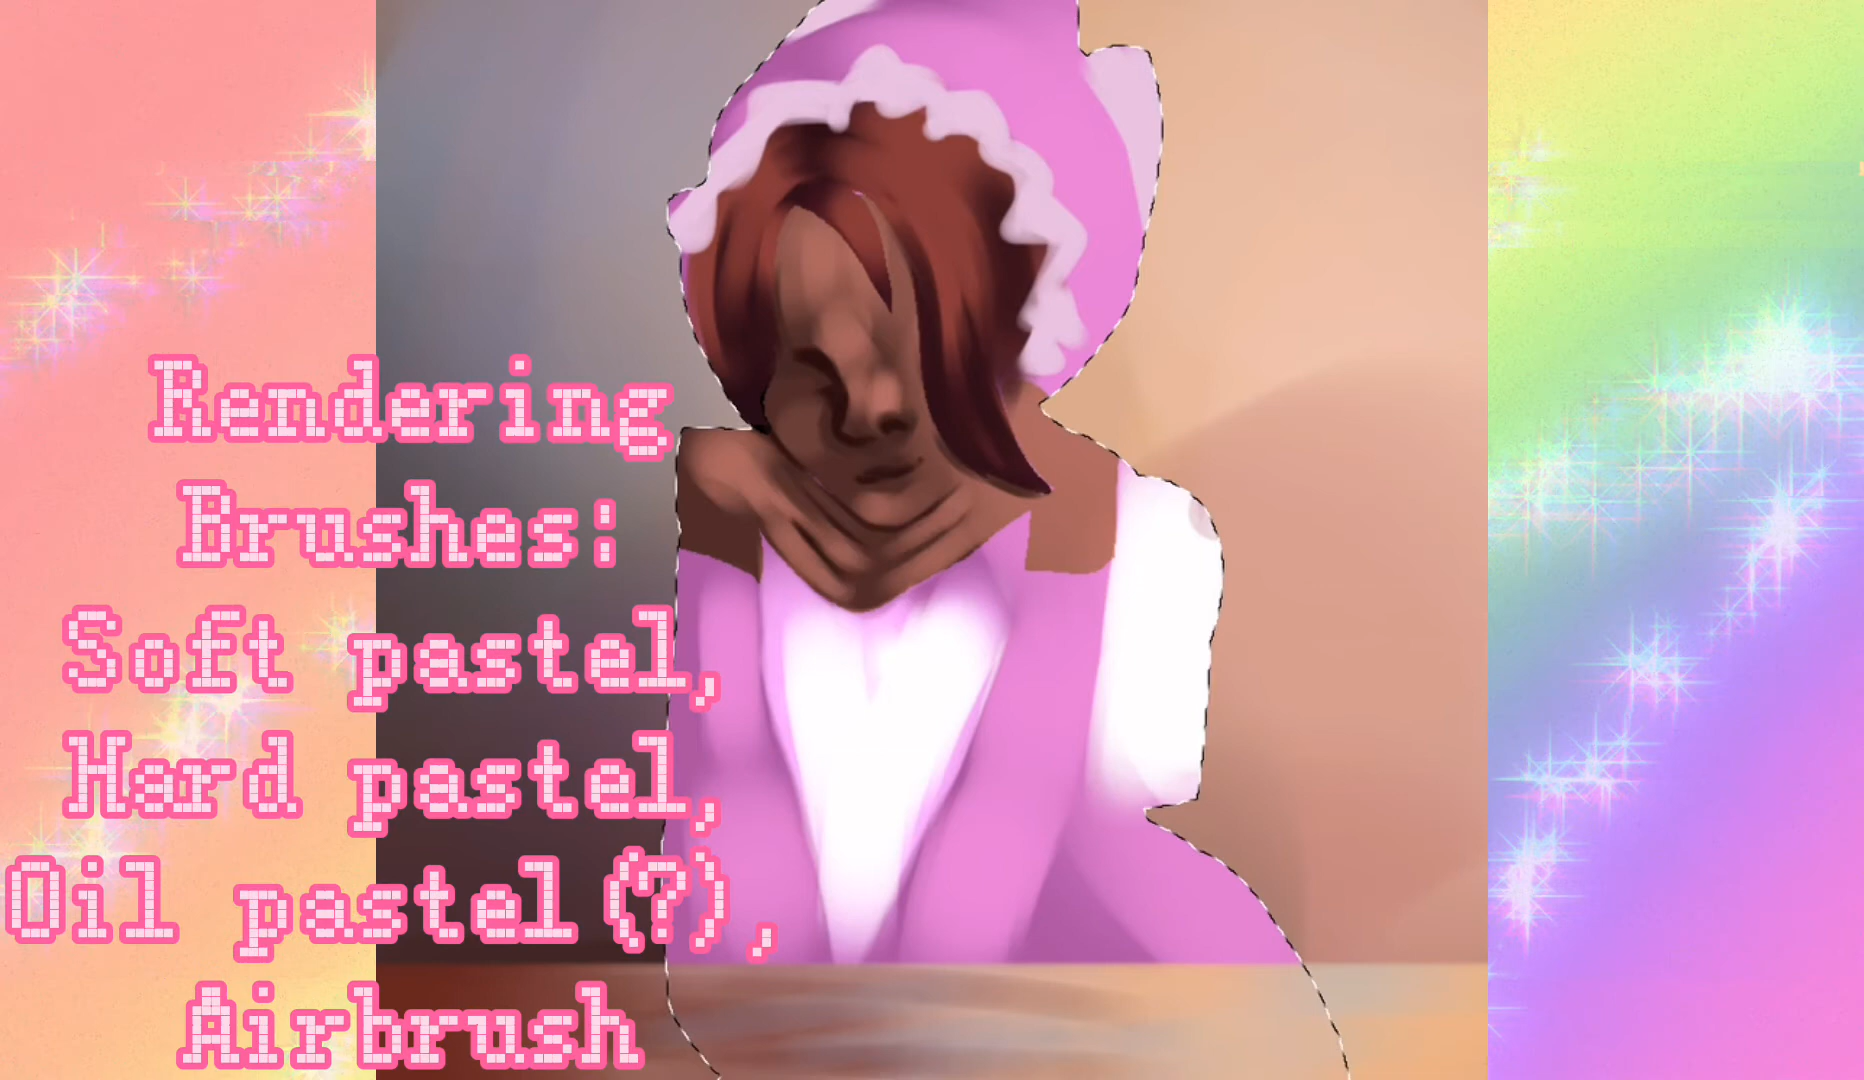 Rendering
Brushes:
Soft pastel,
Hard pastel,
Oil pastel(?),
Airbrush